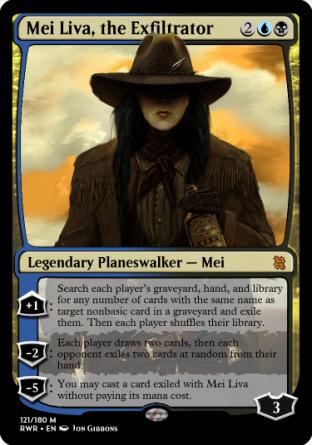 Mei Liva, the Exfiltrator 2
Legendary Planeswalker — Mei
+1: Search each player's graveyard, hand, and library
for any number of cards with the same name as
target nonbasic card in a graveyard and exile
them. Then each player shuffles their library.
-2: Each player draws two cards, then each
opponent exiles two cards at random from their
hand.
-5: You may cast a card exiled with Mei Liva
without paying its mana cost.
3
121/180 M
RWR • EN Jon Gibbons